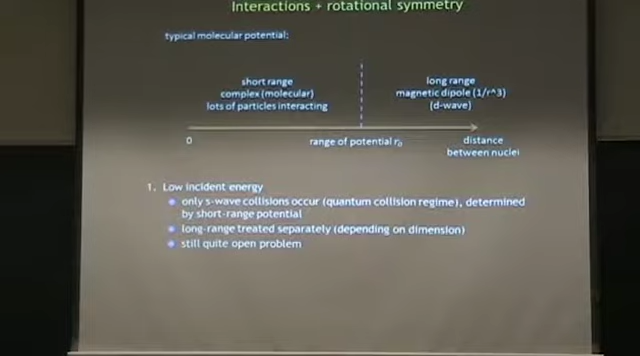 Interactions + rotational symmetry
typical molecular potential:
short range
complex (molecular)
lots of particles interacting
long range
magnetic dipole (1/r^3)
(d-wave)
0
range of potential r₀
distance
between nuclei
1. Low incident energy
only s-wave collisions occur (quantum collision regime), determined
by short-range potential
long-range treated separately (depending on dimension)
still quite open problem